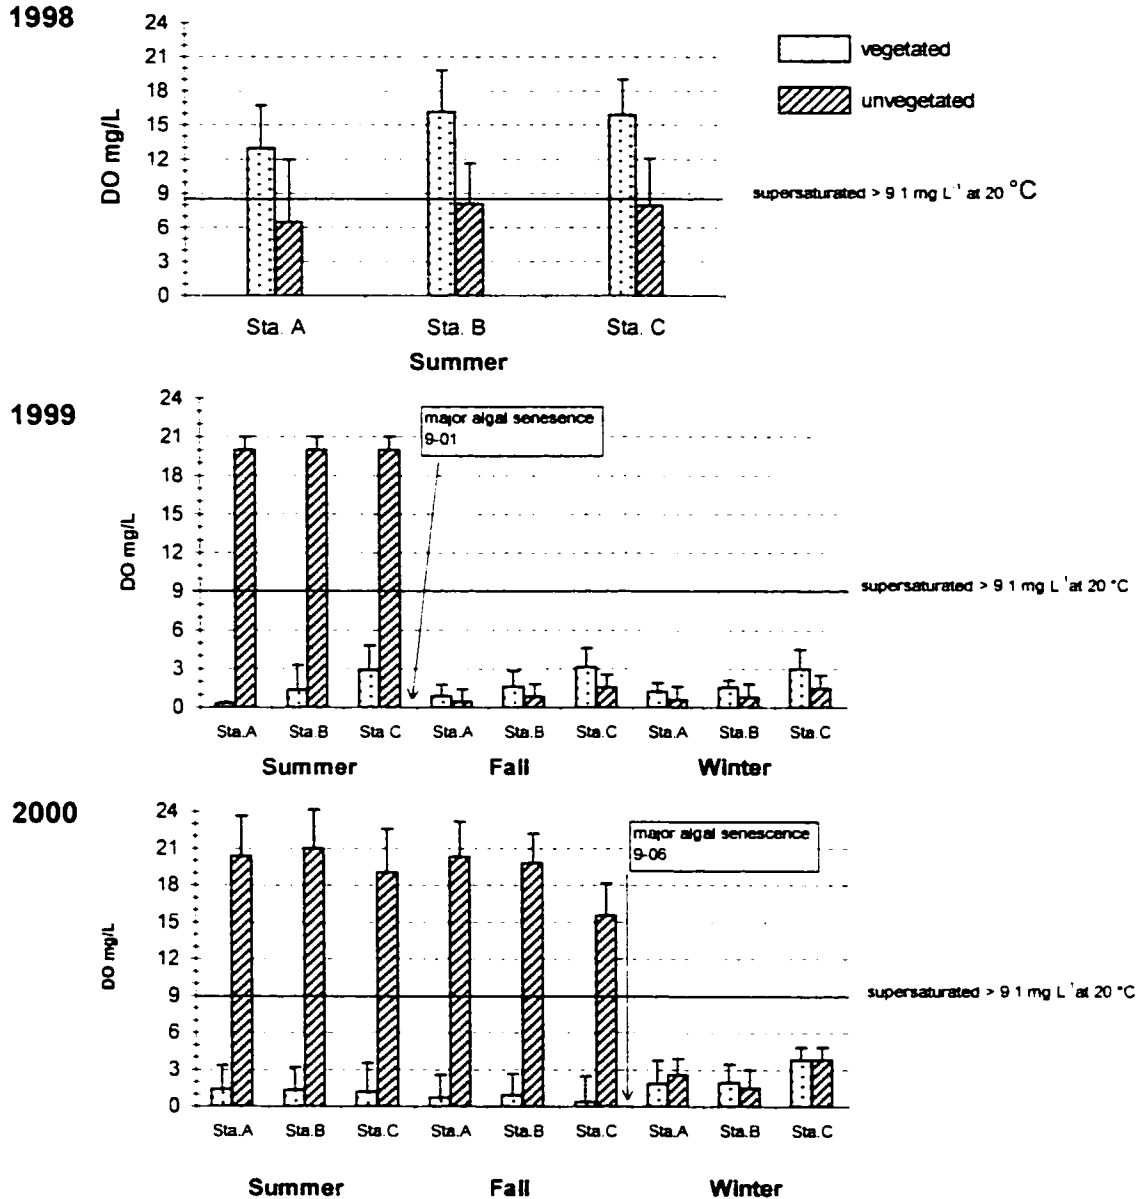 1998
24
21
18
15
12
9
6
3
0
DO mg/L
vegetated
unvegetated
supersaturated > 9 1 mg L⁻¹ at 20 °C
Sta. A Sta. B Sta. C
Summer
1999
24
21
18
15
12
9
6
3
0
DO mg/L
major algal senesence
9-01
supersaturated > 9 1 mg L⁻¹ at 20 °C
Sta.A Sta.B Sta C Sta.A Sta.B Sta.C Sta.A Sta.B Sta.C
Summer Fall Winter
2000
24
21
18
15
12
9
6
3
0
DO mg/L
major algal senescence
9-06
supersaturated > 9 1 mg L⁻¹ at 20 °C
Sta.A Sta.B Sta.C Sta.A Sta.B Sta.C Sta.A Sta.B Sta.C
Summer Fall Winter